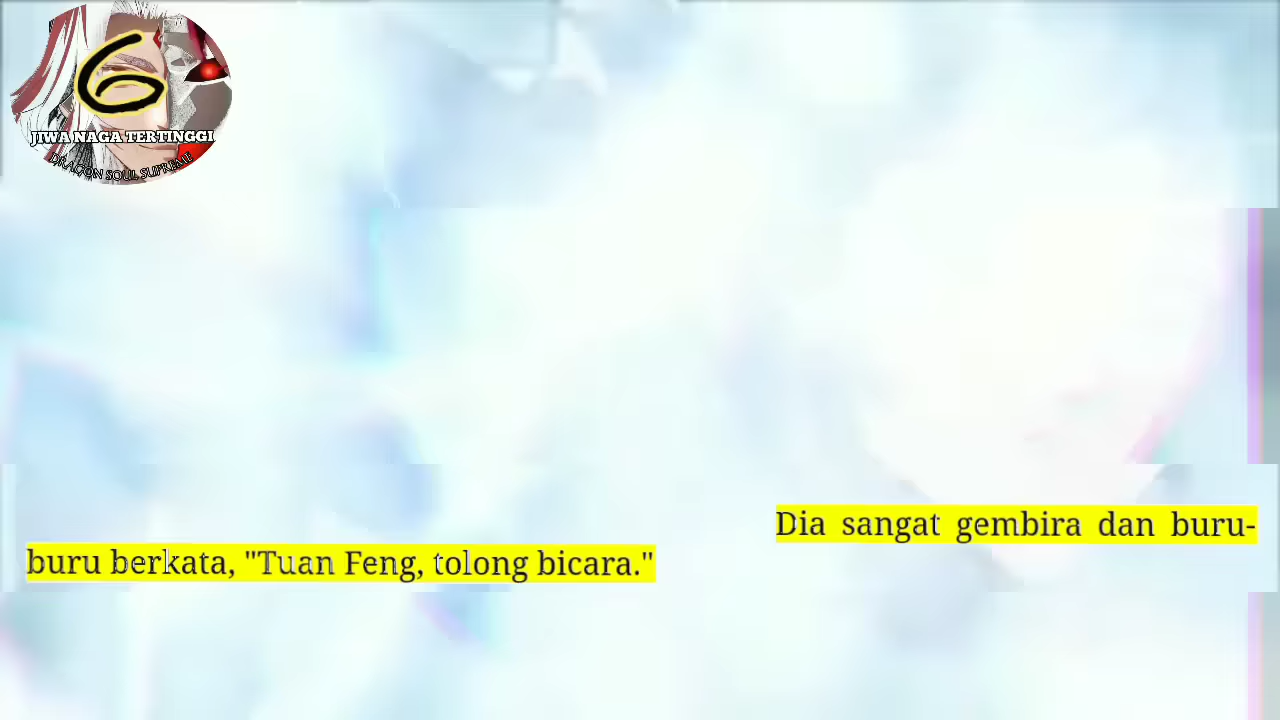 6
JIWA NAGA TERTINGGI
DRAGON SOUL SUPREME
Dia sangat gembira dan buru-
buru berkata, "Tuan Feng, tolong bicara."